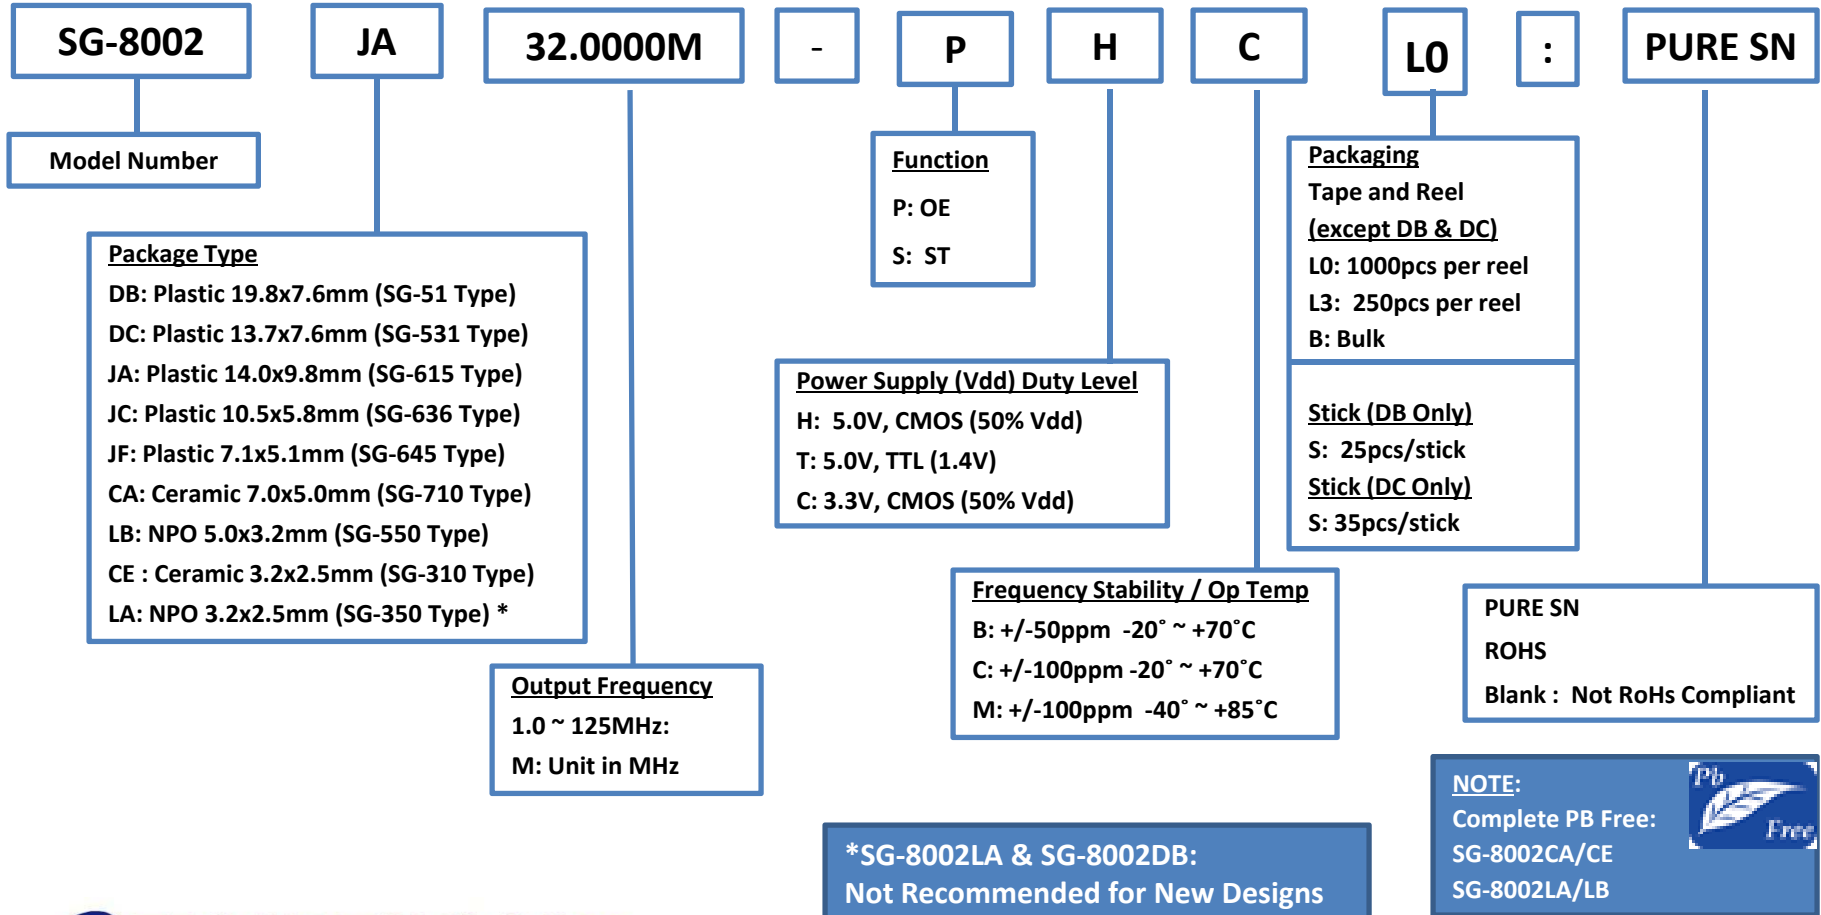 SG-8002 JA 32.0000M - P H C L0 : PURE SN
Model Number
Package Type
DB: Plastic 19.8x7.6mm (SG-51 Type)
DC: Plastic 13.7x7.6mm (SG-531 Type)
JA: Plastic 14.0x9.8mm (SG-615 Type)
JC: Plastic 10.5x5.8mm (SG-636 Type)
JF: Plastic 7.1x5.1mm (SG-645 Type)
CA: Ceramic 7.0x5.0mm (SG-710 Type)
LB: NPO 5.0x3.2mm (SG-550 Type)
CE : Ceramic 3.2x2.5mm (SG-310 Type)
LA: NPO 3.2x2.5mm (SG-350 Type) *
Output Frequency
1.0 ~ 125MHz:
M: Unit in MHz
Function
P: OE
S: ST
Power Supply (Vdd) Duty Level
H: 5.0V, CMOS (50% Vdd)
T: 5.0V, TTL (1.4V)
C: 3.3V, CMOS (50% Vdd)
Frequency Stability / Op Temp
B: +/-50ppm -20˚ ~ +70˚C
C: +/-100ppm -20˚ ~ +70˚C
M: +/-100ppm -40˚ ~ +85˚C
Packaging
Tape and Reel
(except DB & DC)
L0: 1000pcs per reel
L3: 250pcs per reel
B: Bulk
Stick (DB Only)
S: 25pcs/stick
Stick (DC Only)
S: 35pcs/stick
PURE SN
ROHS
Blank : Not RoHs Compliant
*SG-8002LA & SG-8002DB:
Not Recommended for New Designs
NOTE:
Complete PB Free:
SG-8002CA/CE
SG-8002LA/LB
Pb
Free